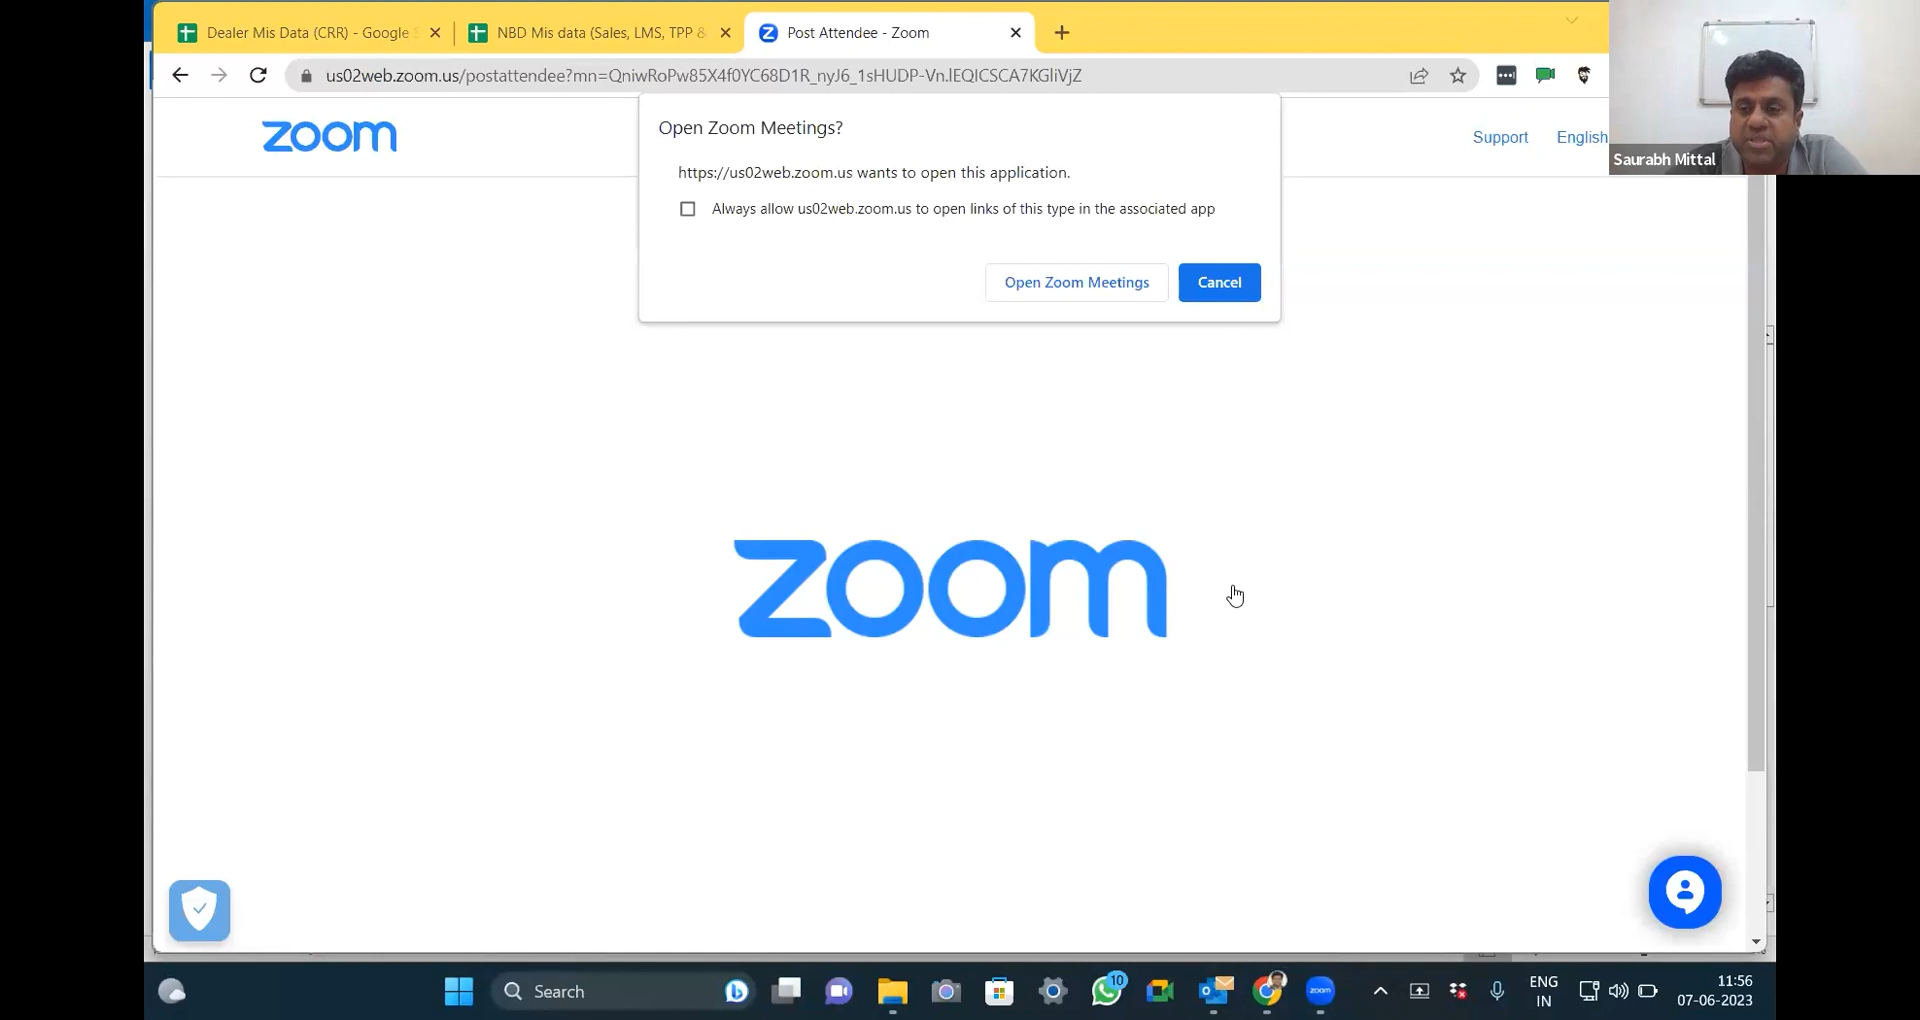 Dealer Mis Data (CRR) - Google S
NBD Mis data (Sales, LMS, TPP &
Post Attendee - Zoom
us02web.zoom.us/postattendee?mn=QniwRoPw85X4f0YC68D1R_nyJ6_1sHUDP-Vn.lEQICSCA7KGliVjZ
zoom
Support
English
Saurabh Mittal
Open Zoom Meetings?
https://us02web.zoom.us wants to open this application.
Always allow us02web.zoom.us to open links of this type in the associated app
Open Zoom Meetings
Cancel
zoom
Search
10
zoom
ENG
IN
11:56
07-06-2023